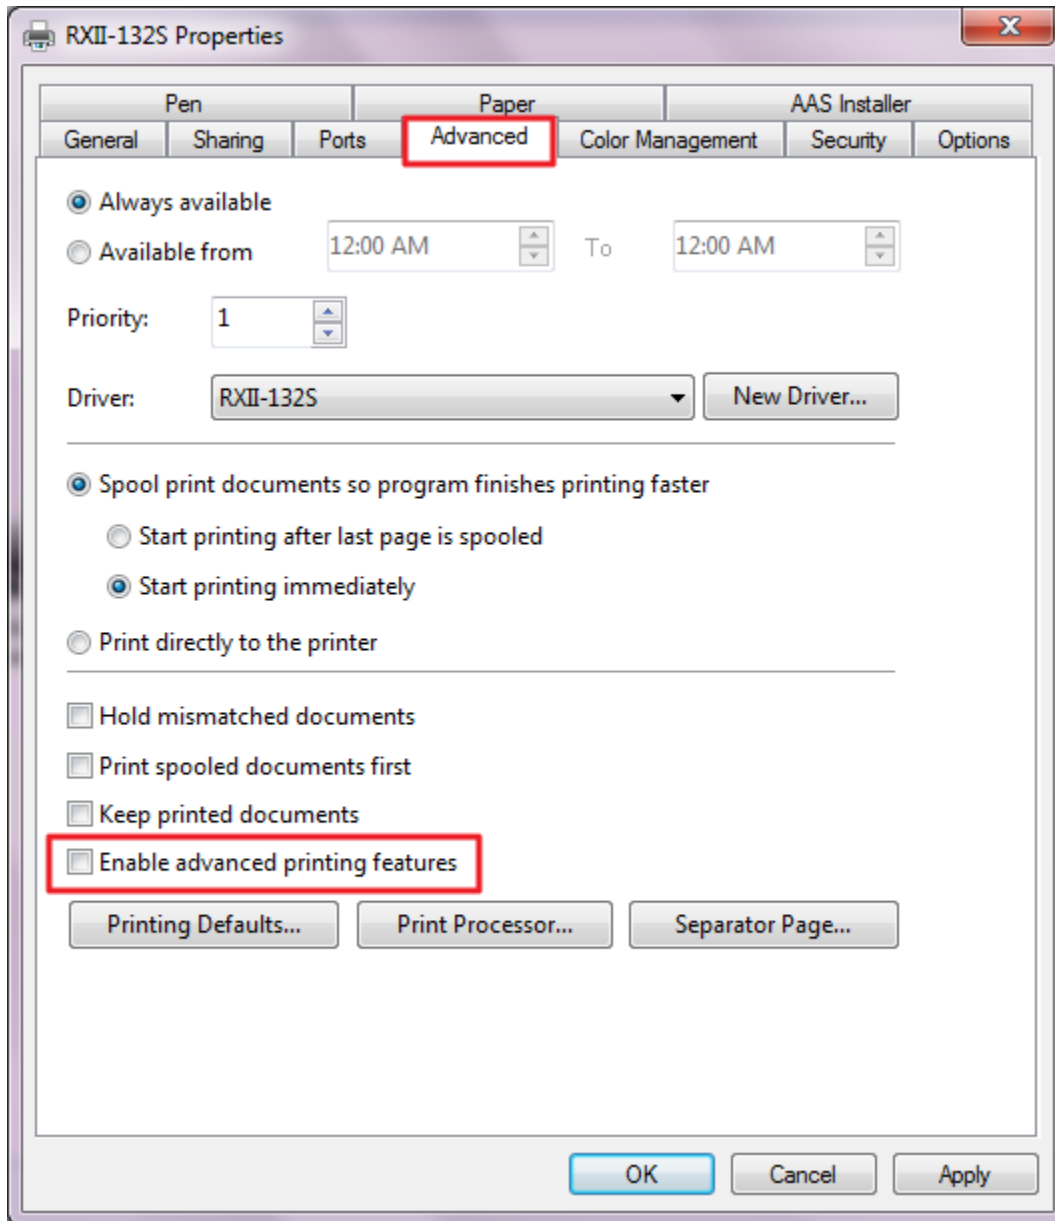 RXII-132S Properties
Pen Paper AAS Installer
General Sharing Ports Advanced Color Management Security Options
Always available
Available from 12:00 AM To 12:00 AM
Priority: 1
Driver: RXII-132S New Driver...
Spool print documents so program finishes printing faster
Start printing after last page is spooled
Start printing immediately
Print directly to the printer
Hold mismatched documents
Print spooled documents first
Keep printed documents
Enable advanced printing features
Printing Defaults... Print Processor... Separator Page...
OK Cancel Apply